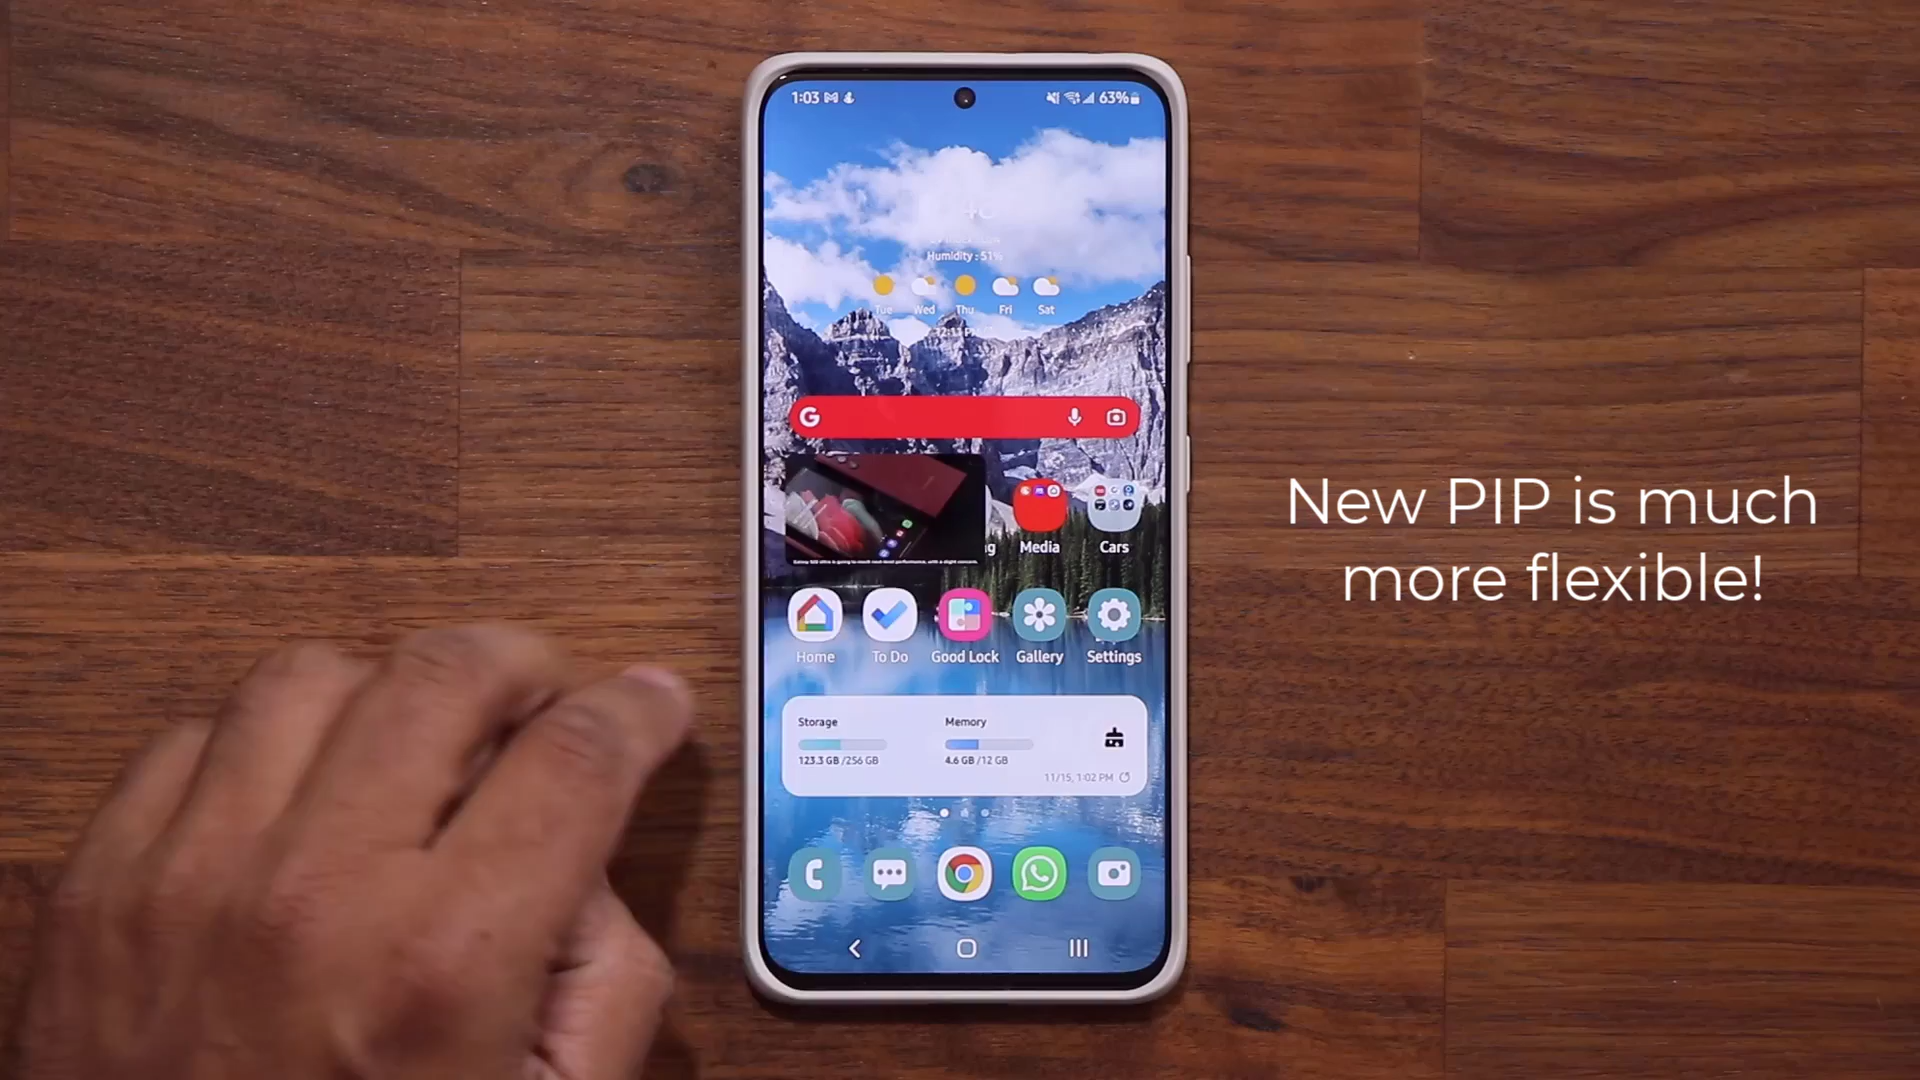 1:03
63%
Humidity : 51%
Tue Wed Thu Fri Sat
G
Media Cars
Home To Do Good Lock Gallery Settings
Storage Memory
123.3 GB /256 GB 4.6 GB /12 GB
11/15, 1:02 PM
New PIP is much
more flexible!